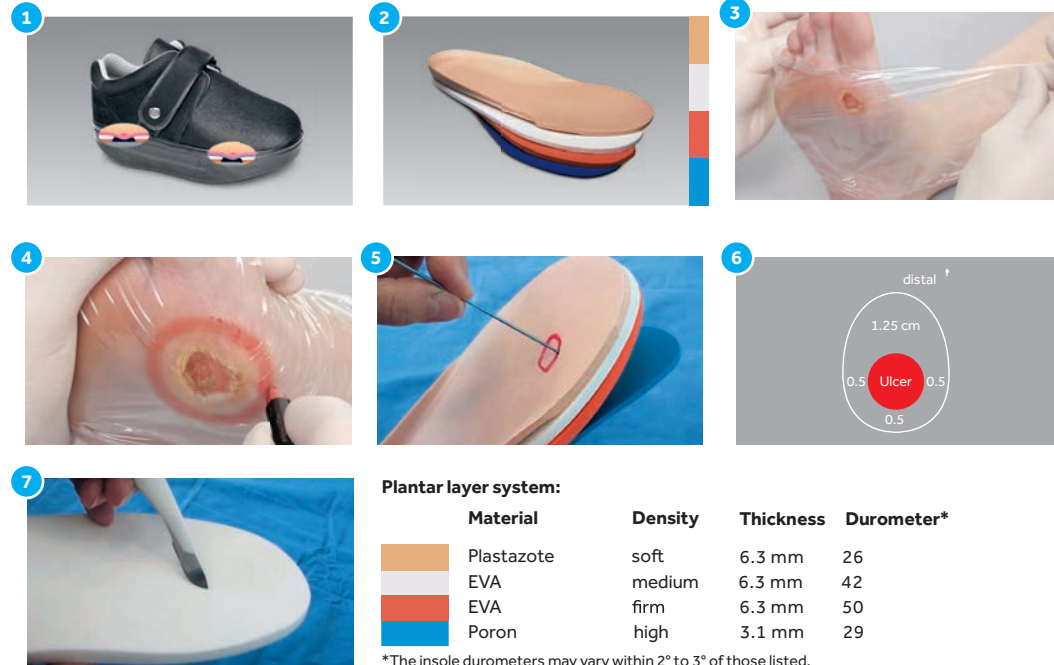 1
2
3
4
5
6
distal
1.25 cm
0.5 Ulcer 0.5
0.5
7
Plantar layer system:
Material Density Thickness Durometer*
Plastazote soft 6.3 mm 26
EVA medium 6.3 mm 42
EVA firm 6.3 mm 50
Poron high 3.1 mm 29
*The insole durometers may vary within 2° to 3° of those listed.